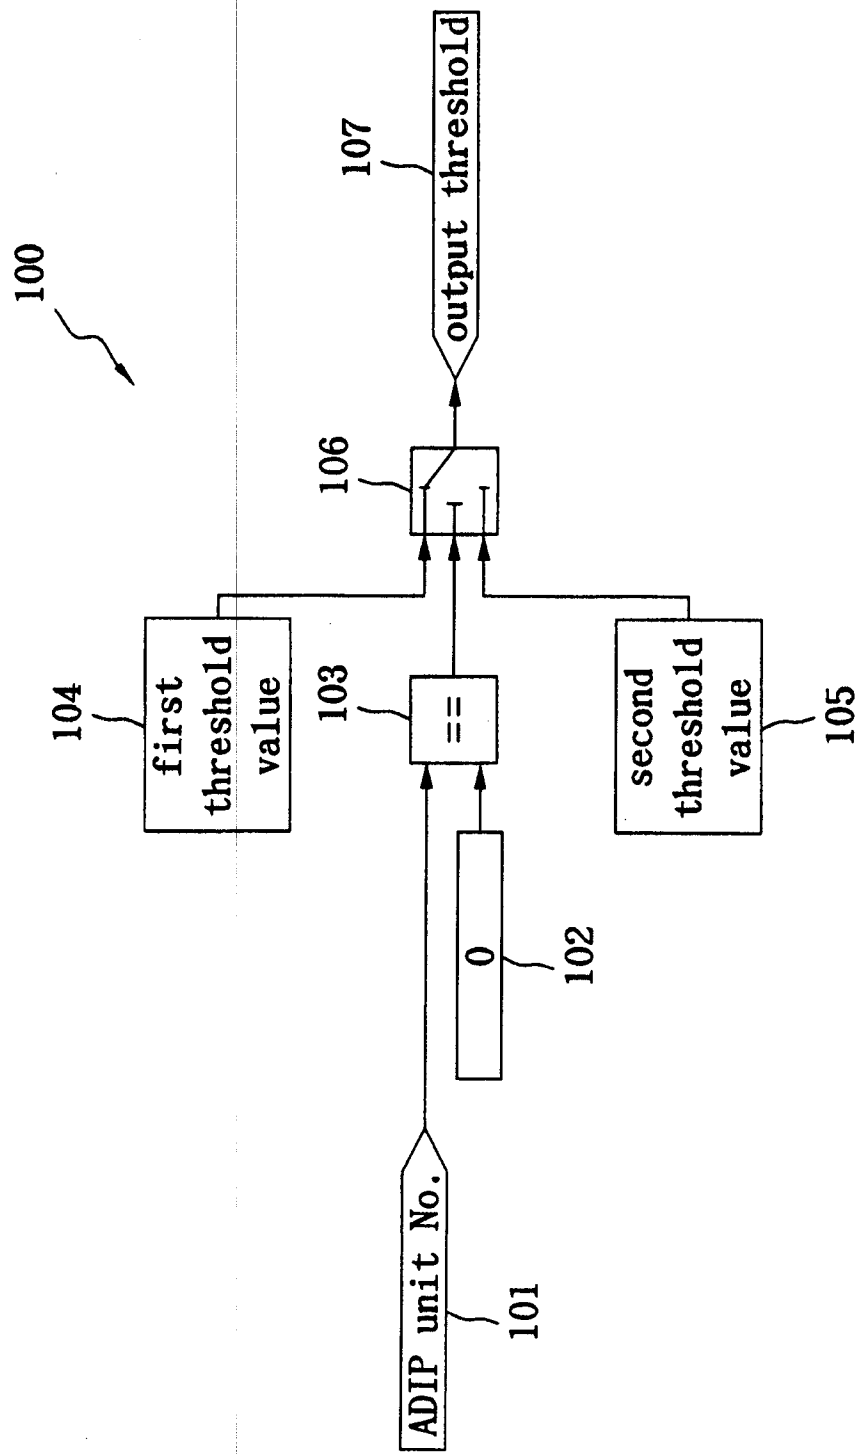 100
104
first
threshold
value
106
107
103
==
output threshold
ADIP unit No.
0
101
102
second
threshold
value
105